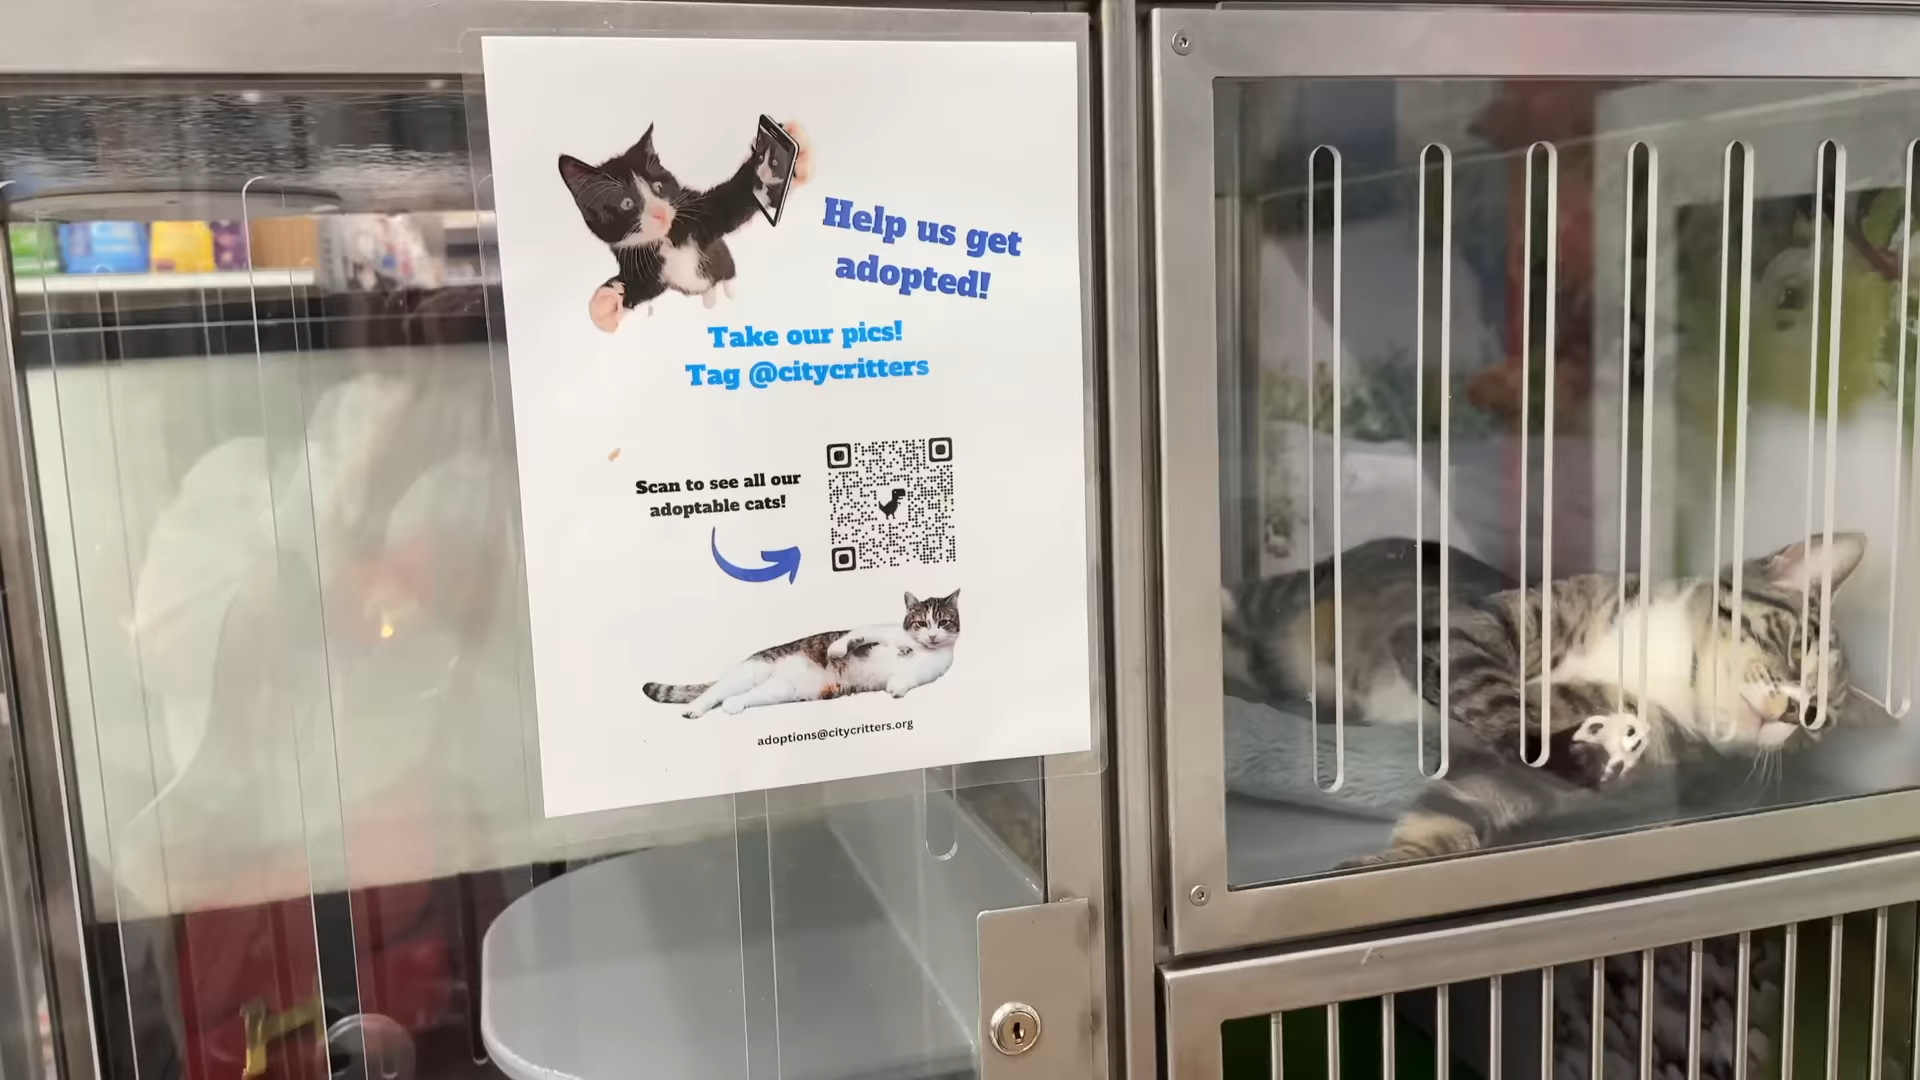 Help us get
adopted!
Take our pics!
Tag @citycritters
Scan to see all our
adoptable cats!
adoptions@citycritters.org